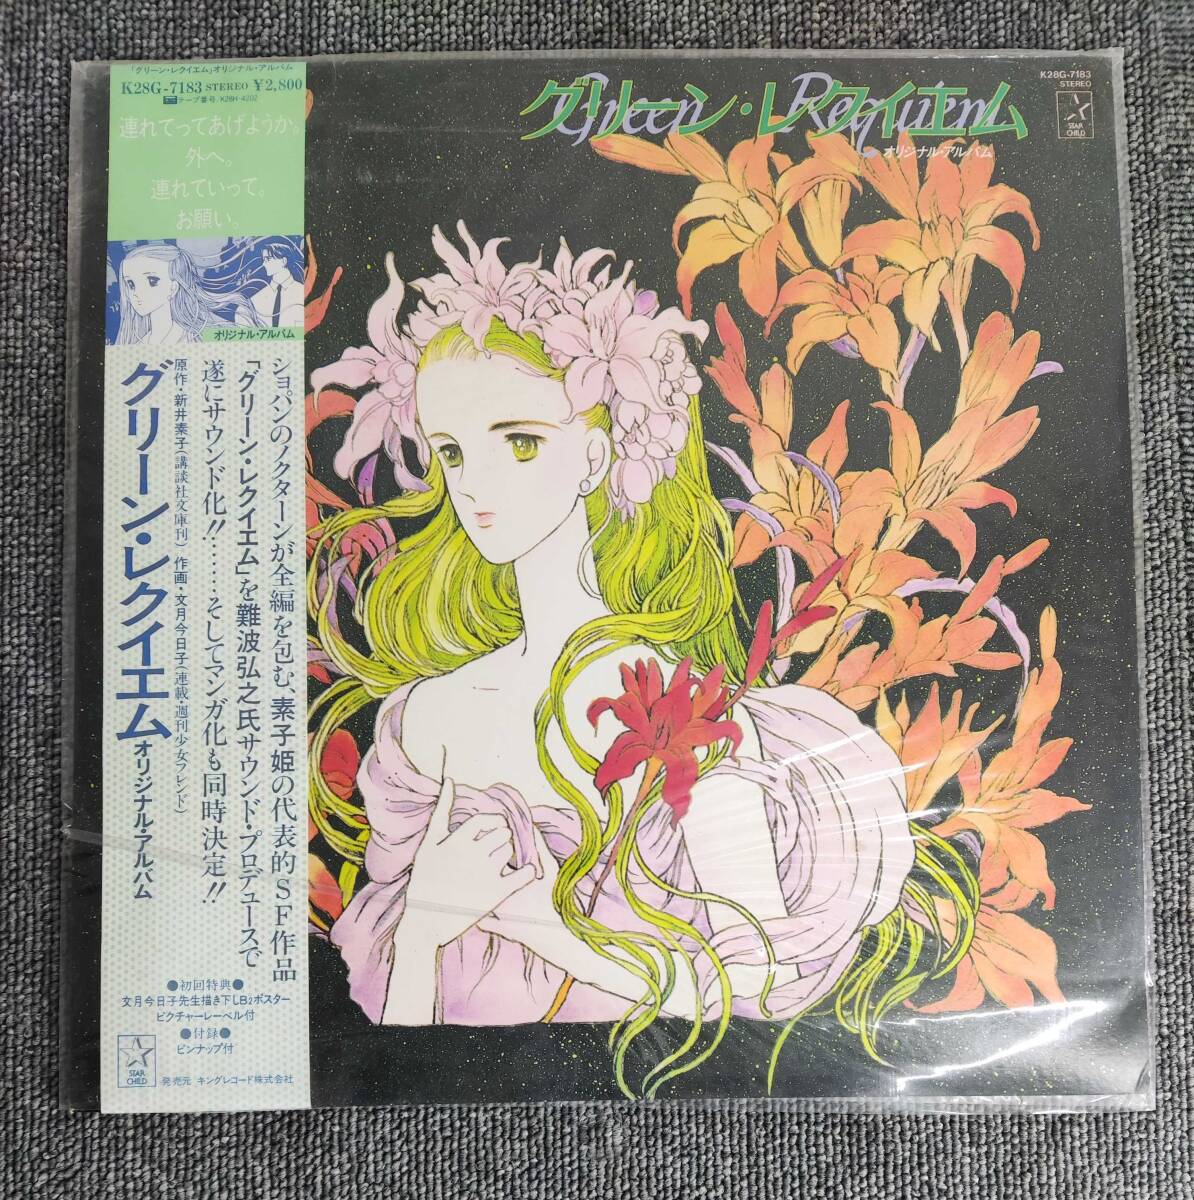 「グリーン・レクイエム」オリジナル・アルバム
K28G-7183 STEREO ¥2,800
テープ番号/K28H-4202
連れてってあげようか。
外へ。
連れていって。
お願い。
オリジナル・アルバム
ショパンのノクターンが全編を包む素子姫の代表的SF作品
「グリーン・レクイエム」を難波弘之氏サウンド・プロデュースで
遂にサウンド化!!……そしてマンガ化も同時決定!!
原作・新井素子(講談社文庫刊) 作画・文月今日子(連載・週刊少女フレンド)
グリーン・レクイエム オリジナル・アルバム
●初回特典●
文月今日子先生描き下しB2ポスター
ピクチャーレーベル付
●付録●
ピンナップ付
STAR
CHILD
発売元 キングレコード株式会社
Green Requiem
グリーン・レクイエム
オリジナル・アルバム
K28G-7183
STEREO
STAR
CHILD